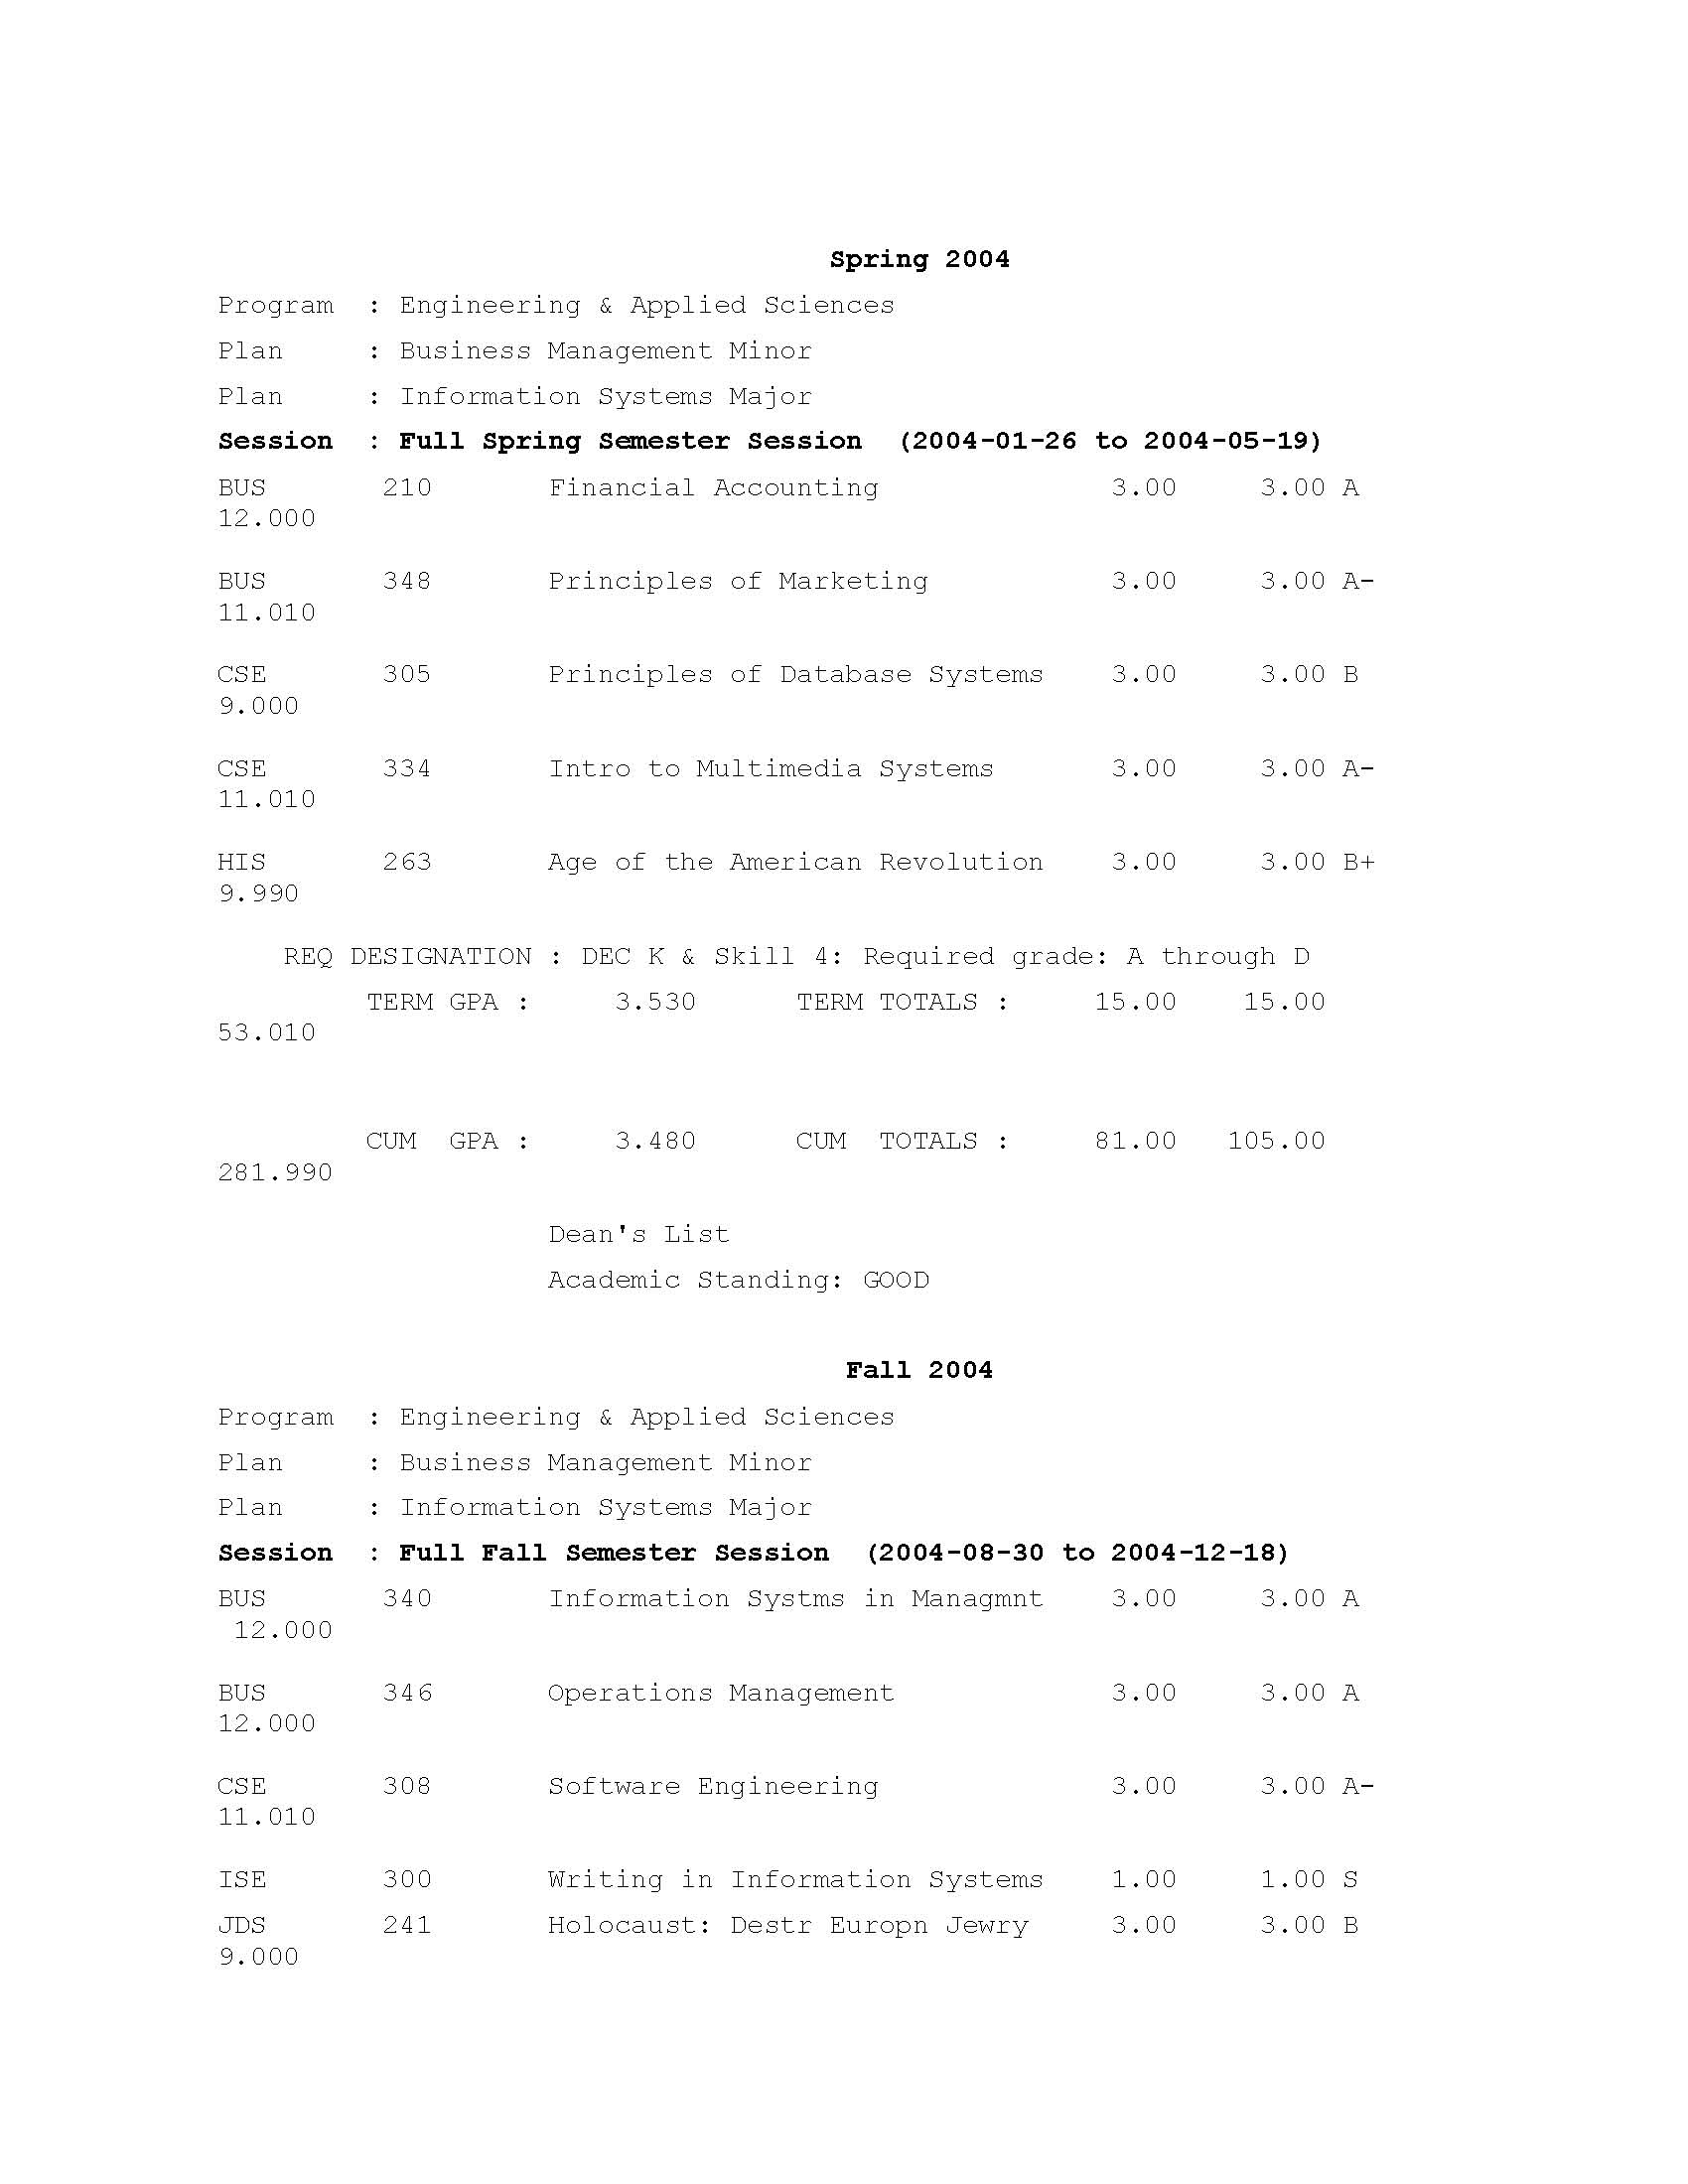 Spring 2004
Program : Engineering & Applied Sciences
Plan : Business Management Minor
Plan : Information Systems Major
Session : Full Spring Semester Session (2004-01-26 to 2004-05-19)
BUS 210 Financial Accounting 3.00 3.00 A
12.000
BUS 348 Principles of Marketing 3.00 3.00 A-
11.010
CSE 305 Principles of Database Systems 3.00 3.00 B
9.000
CSE 334 Intro to Multimedia Systems 3.00 3.00 A-
11.010
HIS 263 Age of the American Revolution 3.00 3.00 B+
9.990
REQ DESIGNATION : DEC K & Skill 4: Required grade: A through D
TERM GPA : 3.530 TERM TOTALS : 15.00 15.00
53.010
CUM GPA : 3.480 CUM TOTALS : 81.00 105.00
281.990
Dean's List
Academic Standing: GOOD
Fall 2004
Program : Engineering & Applied Sciences
Plan : Business Management Minor
Plan : Information Systems Major
Session : Full Fall Semester Session (2004-08-30 to 2004-12-18)
BUS 340 Information Systms in Managmnt 3.00 3.00 A
12.000
BUS 346 Operations Management 3.00 3.00 A
12.000
CSE 308 Software Engineering 3.00 3.00 A-
11.010
ISE 300 Writing in Information Systems 1.00 1.00 S
JDS 241 Holocaust: Destr Europn Jewry 3.00 3.00 B
9.000